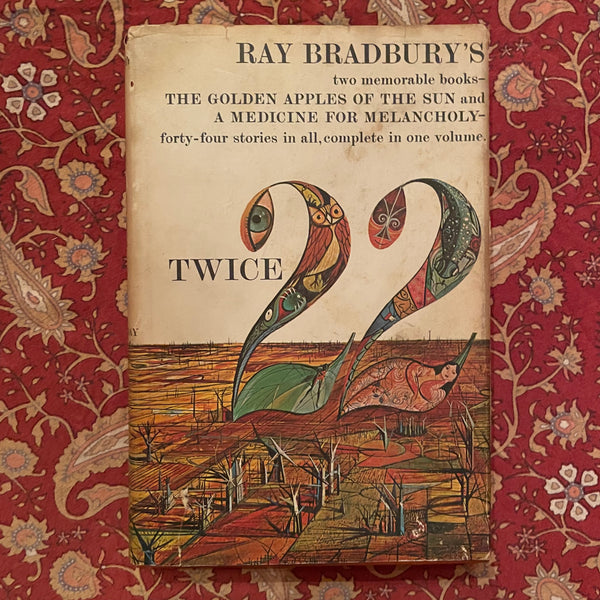 RAY BRADBURY'S
two memorable books—
THE GOLDEN APPLES OF THE SUN and
A MEDICINE FOR MELANCHOLY—
forty-four stories in all, complete in one volume.
TWICE 22
Y